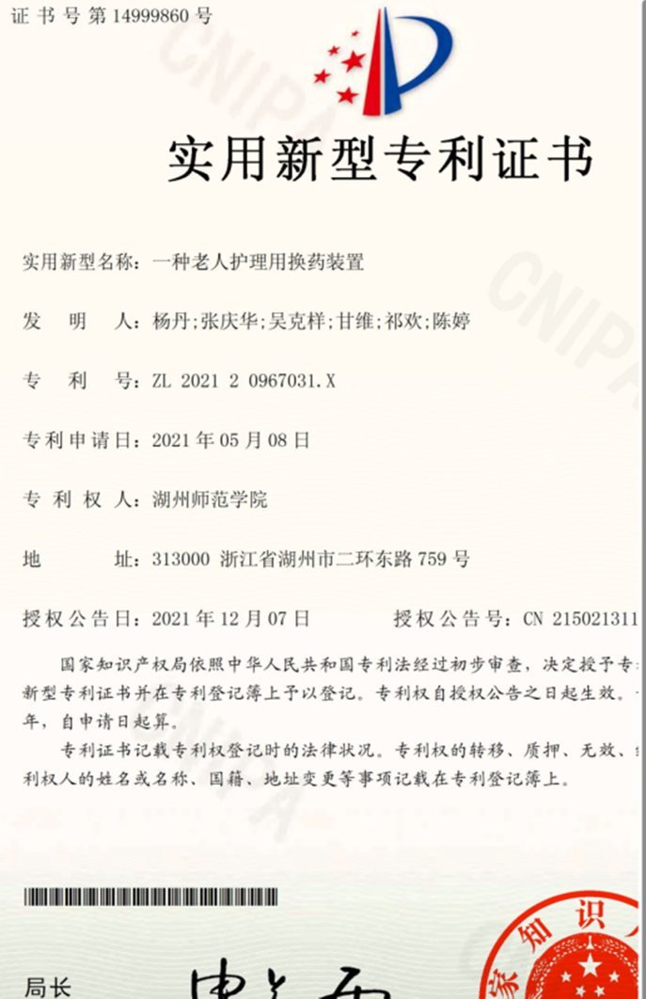 证书号第14999860号
CNIPA
实用新型专利证书
实用新型名称：一种老人护理用换药装置
CNIPA
发明人：杨丹;张庆华;吴克样;甘维;祁欢;陈婷
专利号：ZL 2021 2 0967031.X
专利申请日：2021年05月08日
专利权人：湖州师范学院
地址：313000 浙江省湖州市二环东路759号
授权公告日：2021年12月07日 授权公告号：CN 215021311
国家知识产权局依照中华人民共和国专利法经过初步审查，决定授予专
新型专利证书并在专利登记簿上予以登记。专利权自授权公告之日起生效。
年，自申请日起算。
专利证书记载专利权登记时的法律状况。专利权的转移、质押、无效、
利权人的姓名或名称、国籍、地址变更等事项记载在专利登记簿上。
CNIPA
家知识
局长